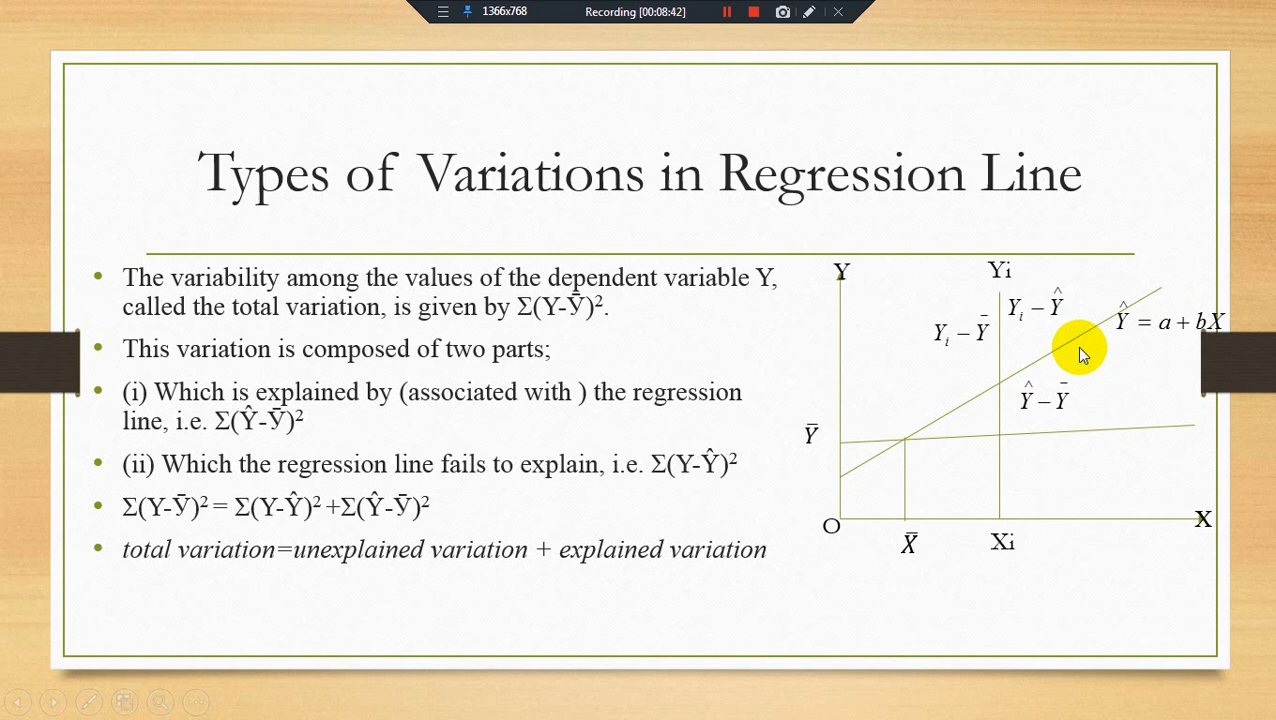 1366x768
Recording [00:08:42]
Types of Variations in Regression Line
• The variability among the values of the dependent variable Y,
called the total variation, is given by Σ(Y-Ȳ)².
• This variation is composed of two parts;
• (i) Which is explained by (associated with ) the regression
line, i.e. Σ(Ŷ-Ȳ)²
• (ii) Which the regression line fails to explain, i.e. Σ(Y-Ŷ)²
• Σ(Y-Ȳ)² = Σ(Y-Ŷ)² +Σ(Ŷ-Ȳ)²
• total variation=unexplained variation + explained variation
Y
Yi
Yᵢ – Ŷ
Yᵢ – Ȳ
Ŷ = a + bX
Ŷ – Ȳ
Ȳ
O
X
X̄
Xi